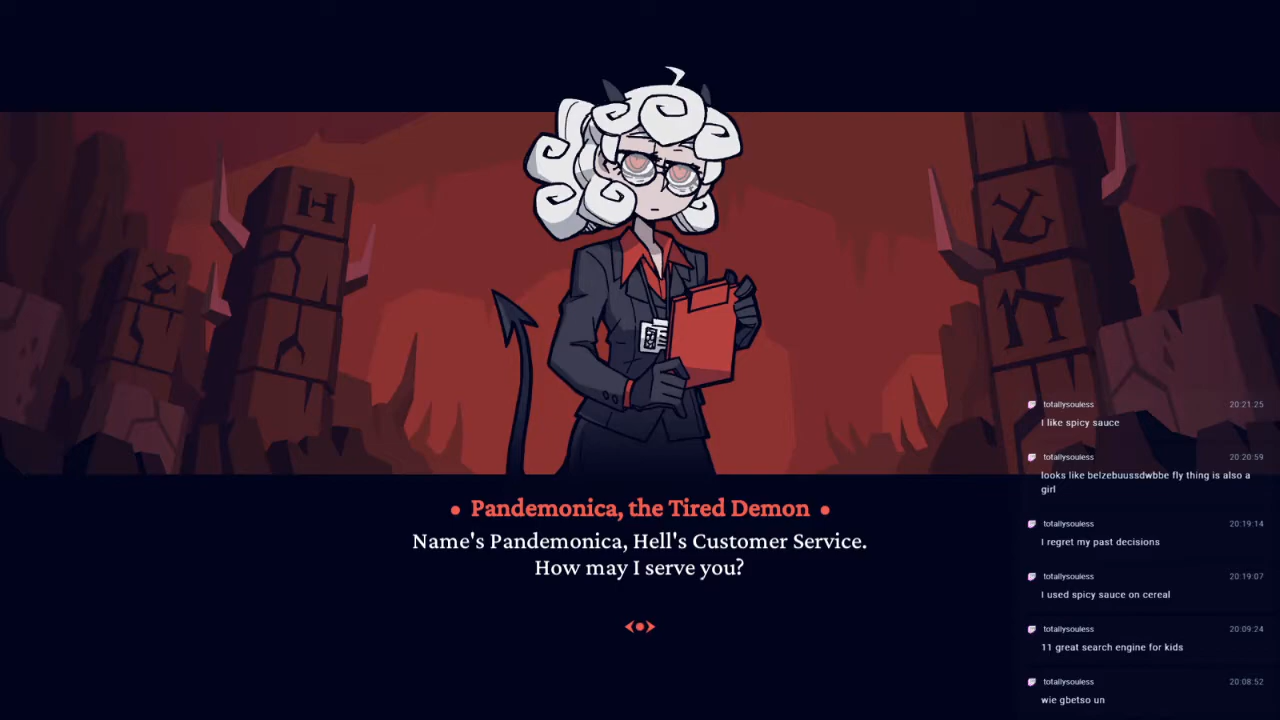 • Pandemonica, the Tired Demon •
Name's Pandemonica, Hell's Customer Service.
How may I serve you?
totallysouless 20:21.25
I like spicy sauce
totallysouless 20:20:59
looks like belzebuussdwbbe fly thing is also a
girl
totallysouless 20:19:14
I regret my past decisions
totallysouless 20:19:07
I used spicy sauce on cereal
totallysouless 20:09:24
11 great search engine for kids
totallysouless 20:08:52
wie gbetso un